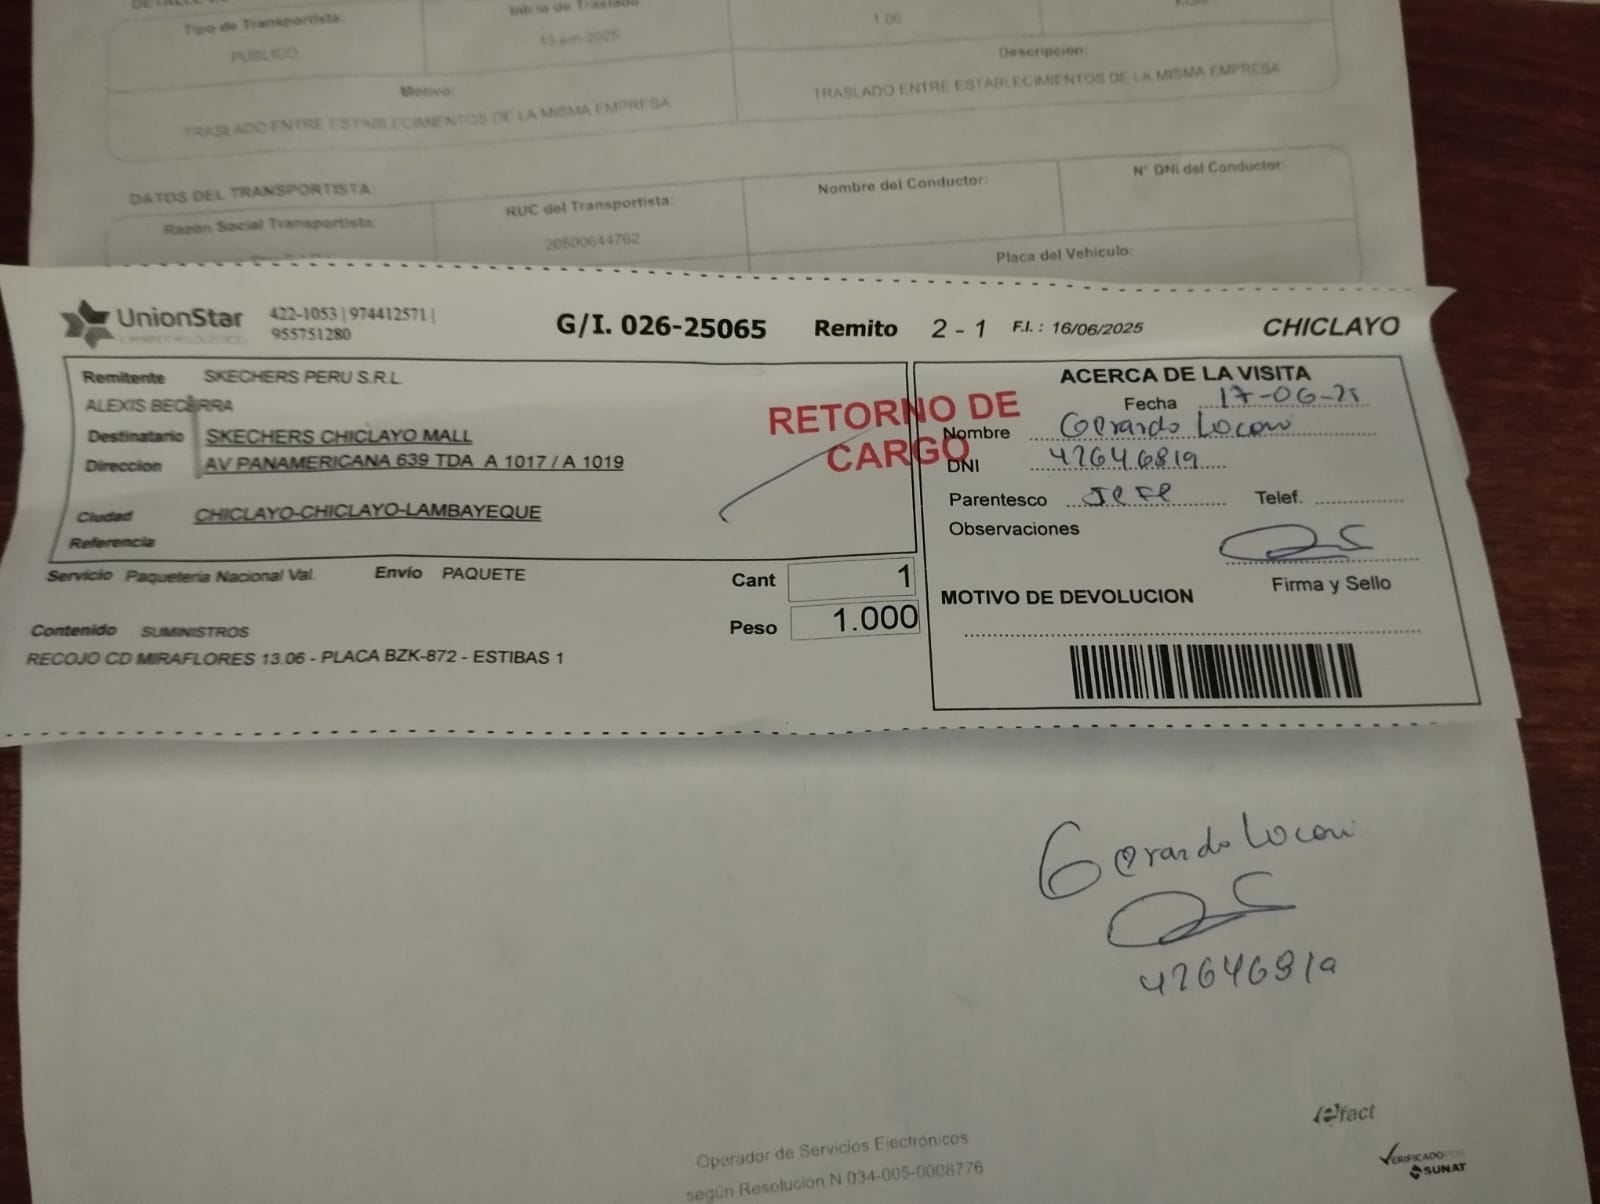 Tipo de Transportista:
PUBLICO
Inicio de Traslado
13-jun-2025
1.00
Motivo:
TRASLADO ENTRE ESTABLECIMIENTOS DE LA MISMA EMPRESA
Descripción:
TRASLADO ENTRE ESTABLECIMIENTOS DE LA MISMA EMPRESA
DATOS DEL TRANSPORTISTA:
Razón Social Transportista:
RUC del Transportista:
20500644762
Nombre del Conductor:
N° DNI del Conductor:
Placa del Vehiculo:
UnionStar
422-1053 | 974412571 |
955751280
G/I. 026-25065 Remito 2 - 1 F.I. : 16/06/2025 CHICLAYO
Remitente SKECHERS PERU S.R.L.
ALEXIS BECERRA
Destinatario SKECHERS CHICLAYO MALL
Direccion AV PANAMERICANA 639 TDA A 1017 / A 1019
Ciudad CHICLAYO-CHICLAYO-LAMBAYEQUE
Referencia
RETORNO DE
CARGO
ACERCA DE LA VISITA
Fecha 17-06-25
Nombre Gerardo Locon
DNI 42646819
Parentesco Jefe Telef.
Observaciones
Firma y Sello
MOTIVO DE DEVOLUCION
Servicio Paqueteria Nacional Val. Envío PAQUETE
Cant 1
Peso 1.000
Contenido SUMINISTROS
RECOJO CD MIRAFLORES 13.06 - PLACA BZK-872 - ESTIBAS 1
Gerardo Locon
42646819
efact
Operador de Servicios Electrónicos
según Resolución N 034-005-0008776
VERIFICADO POR
SUNAT